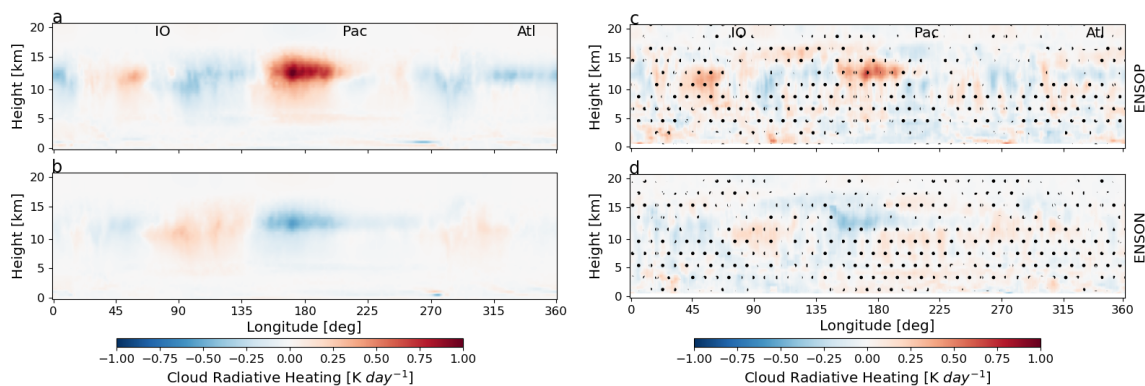 a
IO
Pac
Atl
Height [km]
20
15
10
5
0
b
Height [km]
20
15
10
5
0
0
45
90
135
180
225
270
315
361
Longitude [deg]
−1.00
−0.75
−0.50
−0.25
0.00
0.25
0.50
0.75
1.00
Cloud Radiative Heating [K day⁻¹]
c
IO
Pac
Atl
Height [km]
20
15
10
5
0
ENSOP
d
Height [km]
20
15
10
5
0
ENSON
0
45
90
135
180
225
270
315
361
Longitude [deg]
−1.00
−0.75
−0.50
−0.25
0.00
0.25
0.50
0.75
1.00
Cloud Radiative Heating [K day⁻¹]